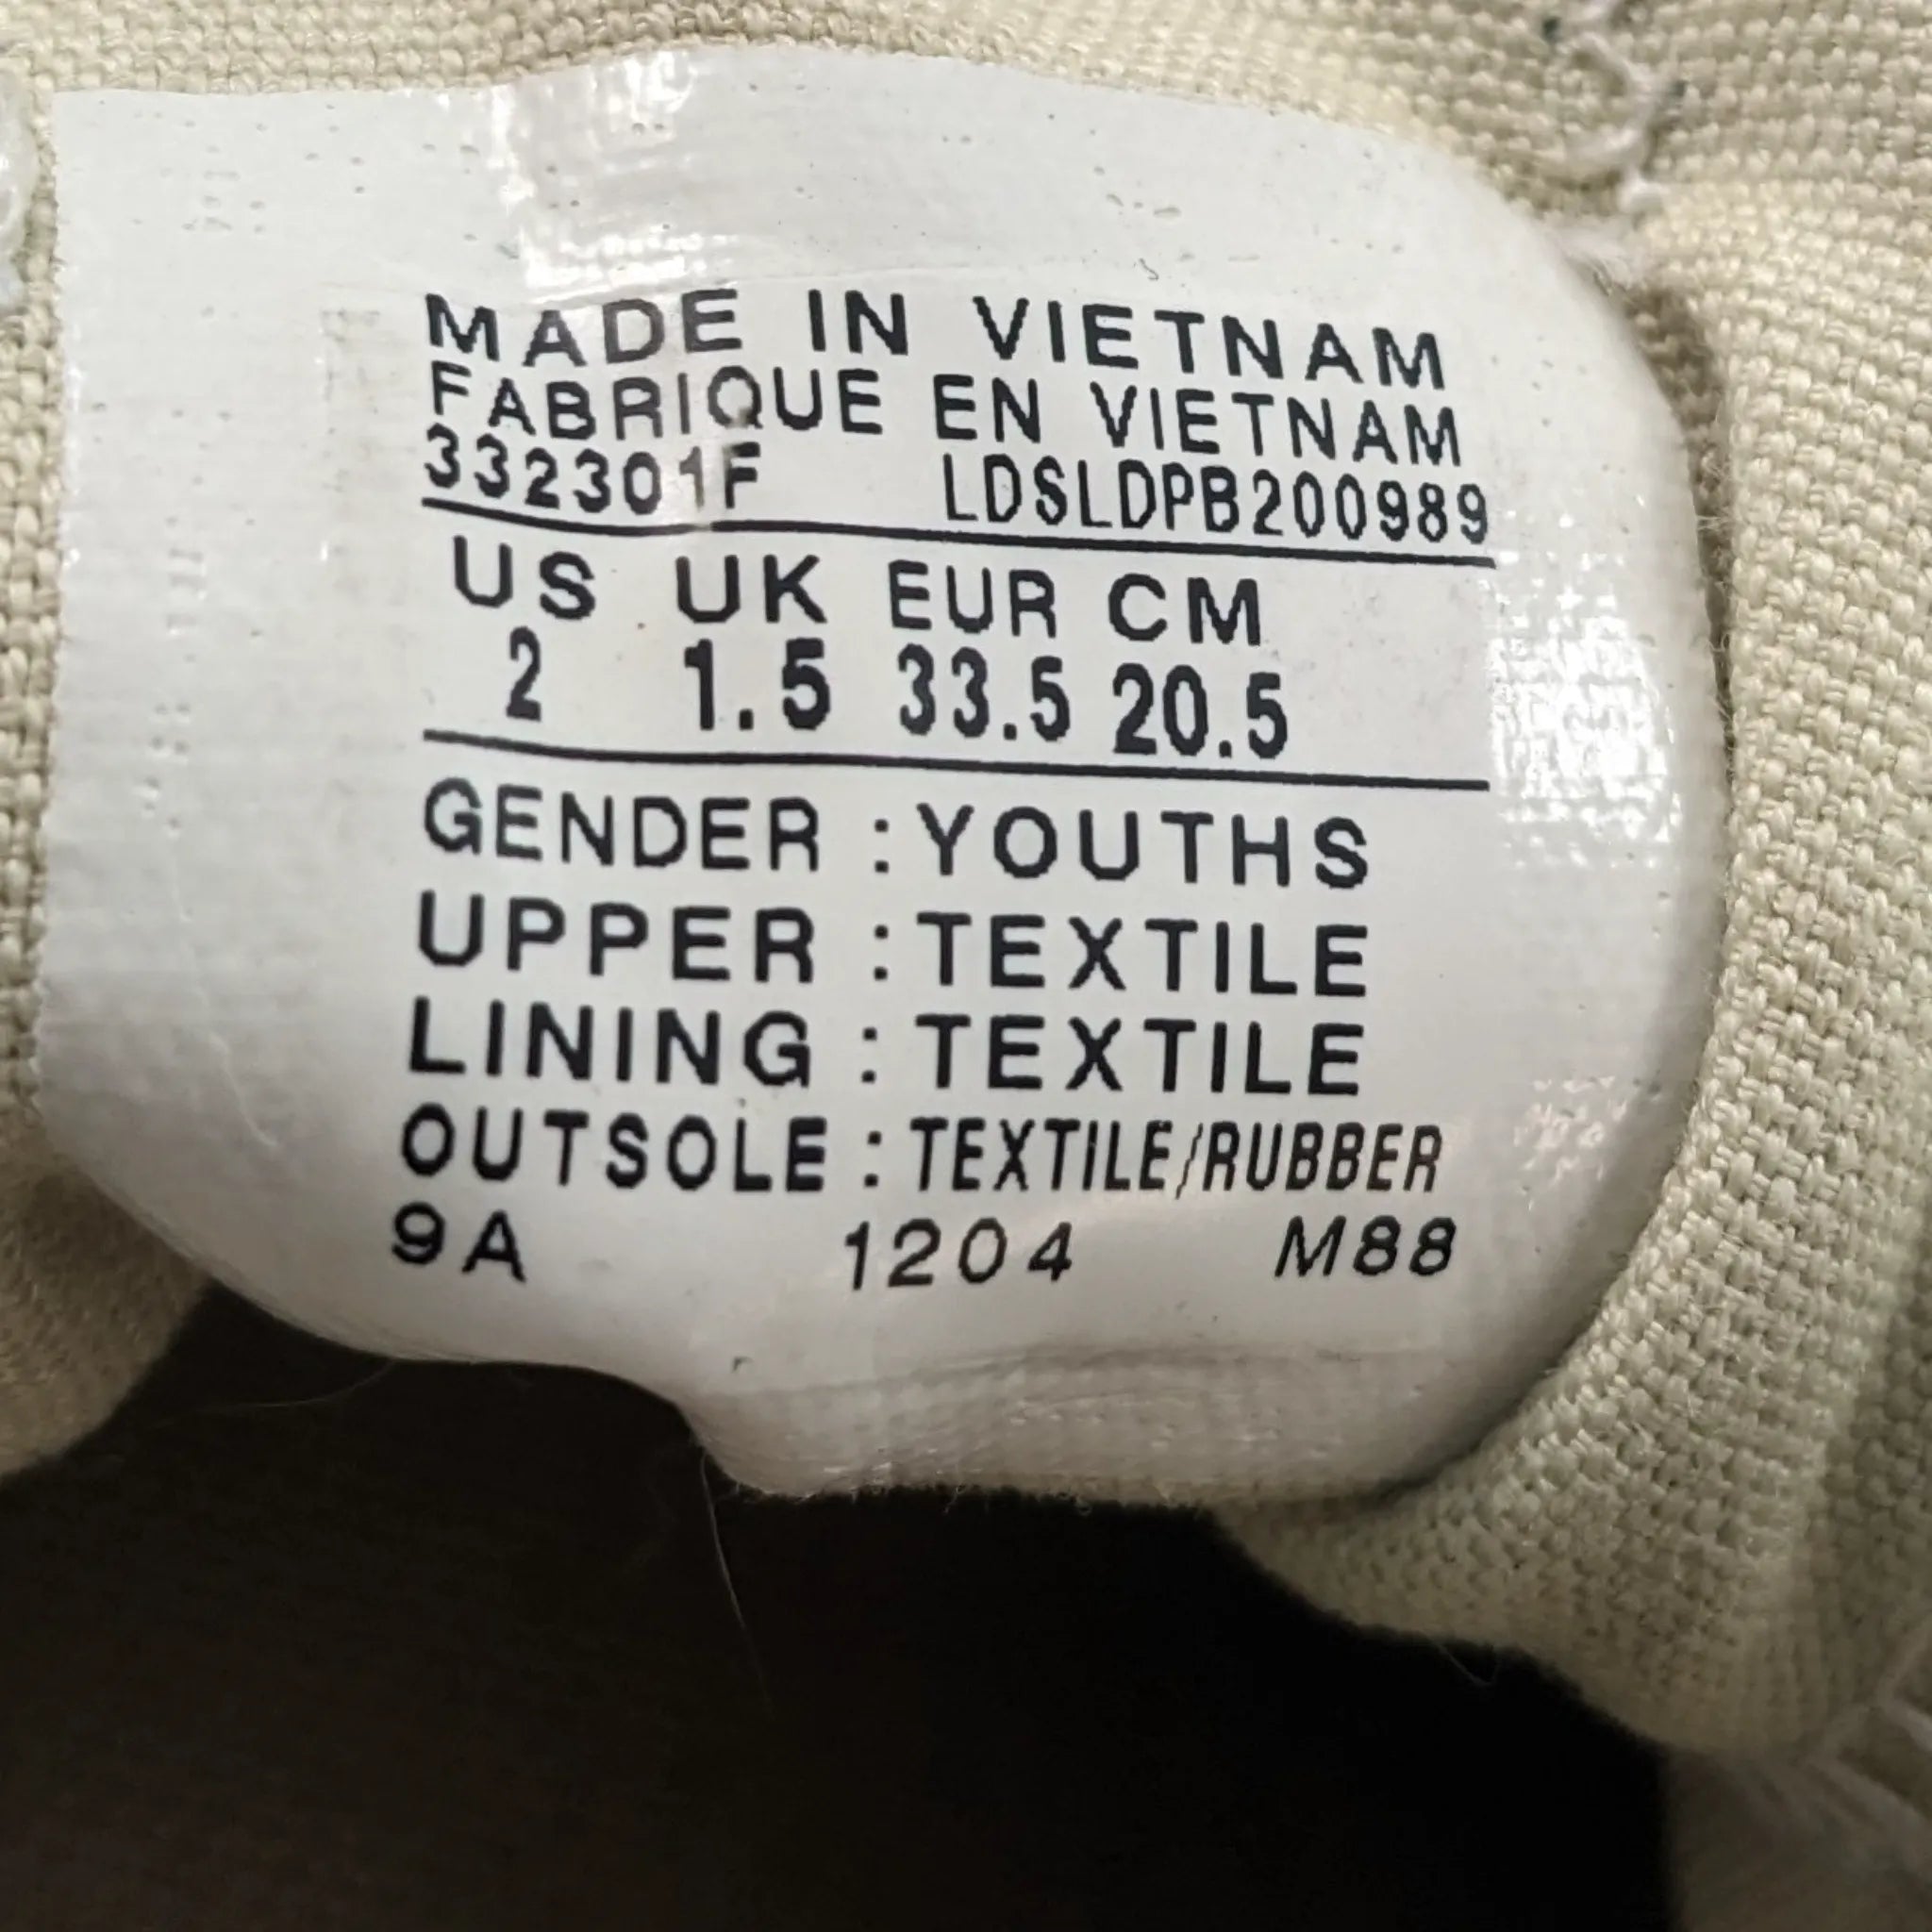 MADE IN VIETNAM
FABRIQUE EN VIETNAM
332301F LDSLDPB200989
US UK EUR CM
2 1.5 33.5 20.5
GENDER : YOUTHS
UPPER : TEXTILE
LINING : TEXTILE
OUTSOLE : TEXTILE/RUBBER
9A 1204 M88